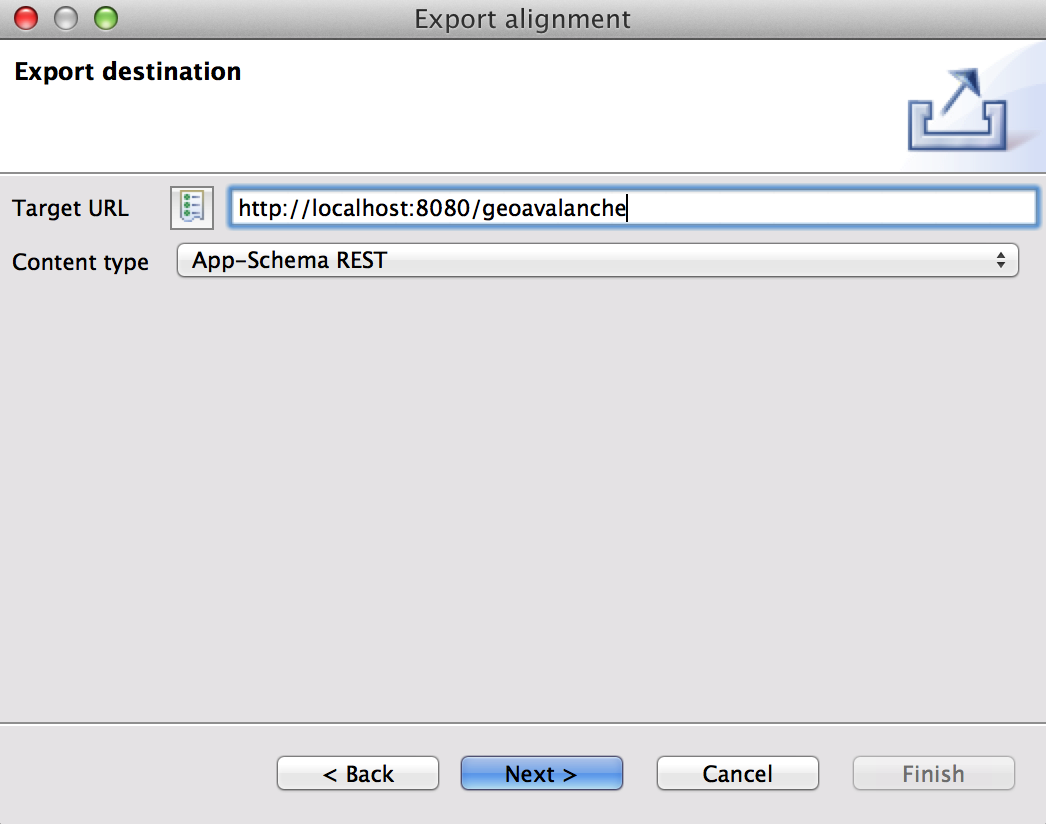 Export alignment
Export destination
Target URL http://localhost:8080/geoavalanche
Content type App-Schema REST
< Back Next > Cancel Finish